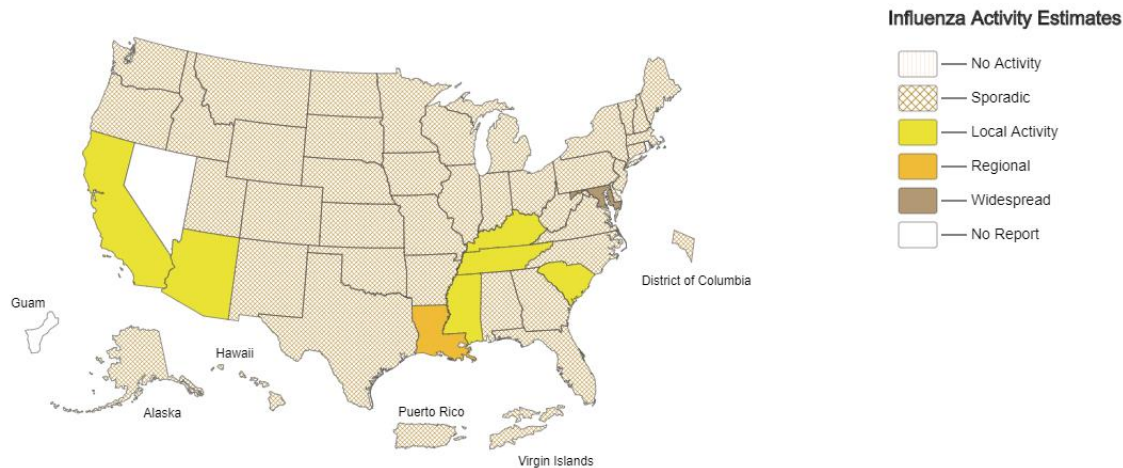 Influenza Activity Estimates
No Activity
Sporadic
Local Activity
Regional
Widespread
No Report
District of Columbia
Guam
Hawaii
Alaska
Puerto Rico
Virgin Islands